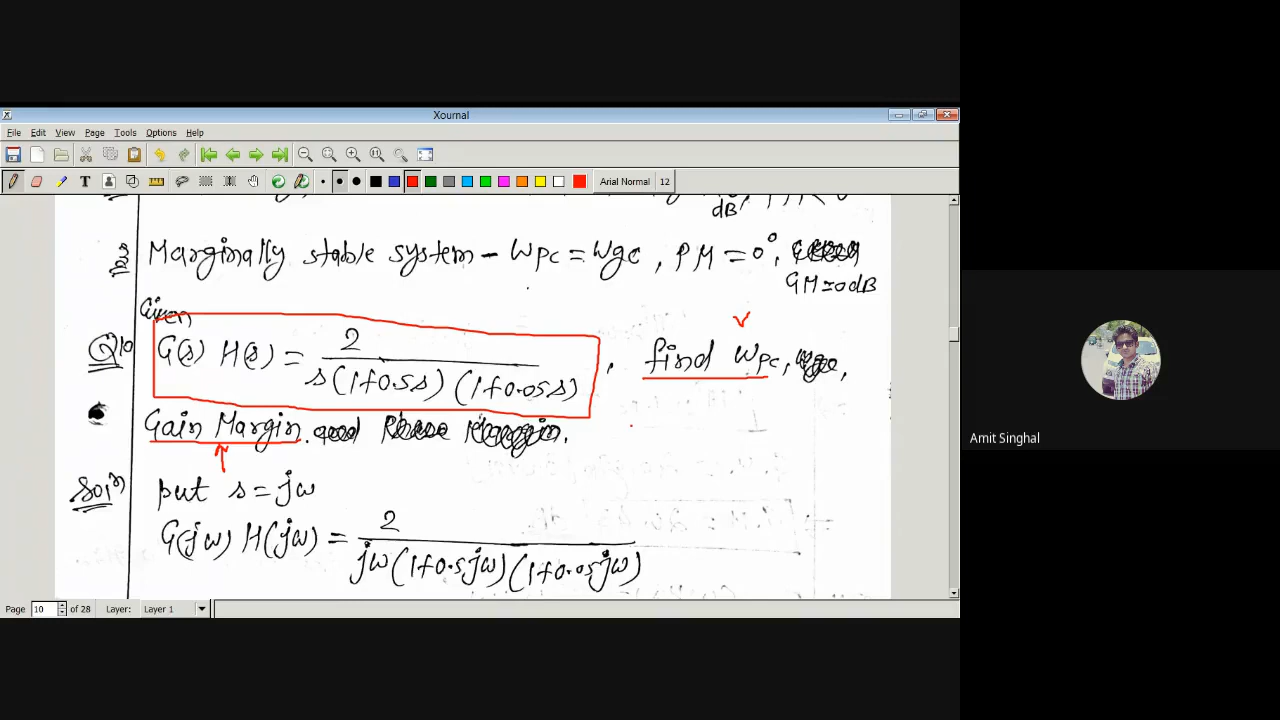 Xournal
File Edit View Page Tools Options Help
Arial Normal 12
dB
Marginally stable system - ωpc = ωgc, PM = 0°,
GM = 0 dB
Given
Q10 G(s) H(s) = 2 / s(1+0.5s)(1+0.05s) , find ωpc,
Gain Margin.
Soln put s = jω
G(jω) H(jω) = 2 / jω(1+0.5jω)(1+0.05jω)
Page 10 of 28 Layer: Layer 1
Amit Singhal